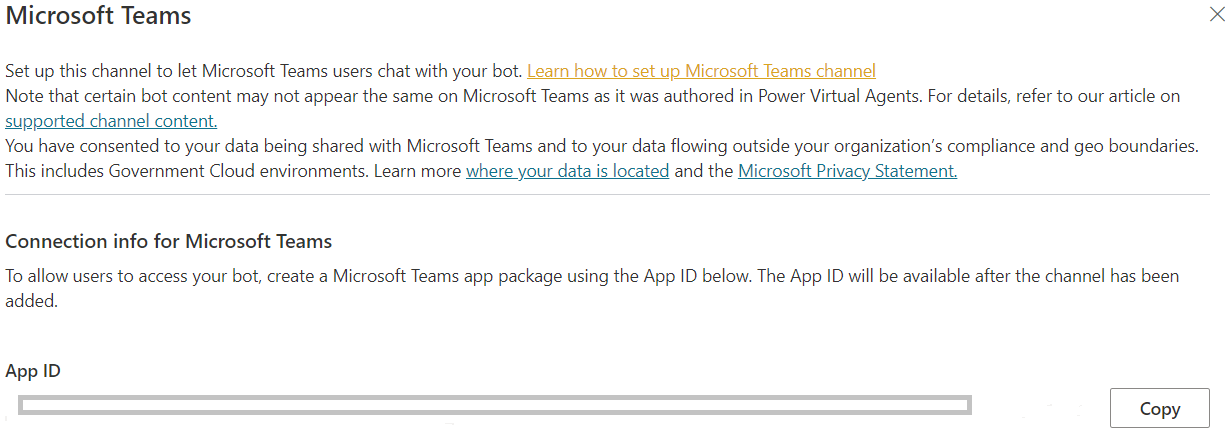 Microsoft Teams
Set up this channel to let Microsoft Teams users chat with your bot. Learn how to set up Microsoft Teams channel
Note that certain bot content may not appear the same on Microsoft Teams as it was authored in Power Virtual Agents. For details, refer to our article on
supported channel content.
You have consented to your data being shared with Microsoft Teams and to your data flowing outside your organization’s compliance and geo boundaries.
This includes Government Cloud environments. Learn more where your data is located and the Microsoft Privacy Statement.
Connection info for Microsoft Teams
To allow users to access your bot, create a Microsoft Teams app package using the App ID below. The App ID will be available after the channel has been
added.
App ID
Copy